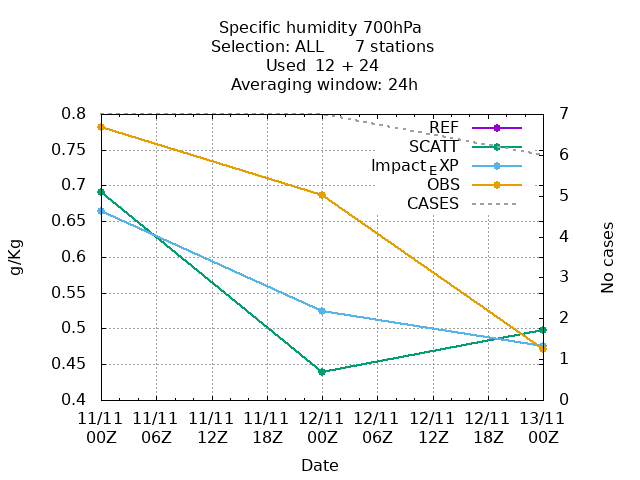 Specific humidity 700hPa
Selection: ALL 7 stations
Used 12 + 24
Averaging window: 24h
0.8
0.75
0.7
0.65
0.6
0.55
0.5
0.45
0.4
g/Kg
7
6
5
4
3
2
1
0
No cases
REF
SCATT
Impact_EXP
OBS
CASES
11/11 11/11 11/11 11/11 12/11 12/11 12/11 12/11 13/11
00Z 06Z 12Z 18Z 00Z 06Z 12Z 18Z 00Z
Date